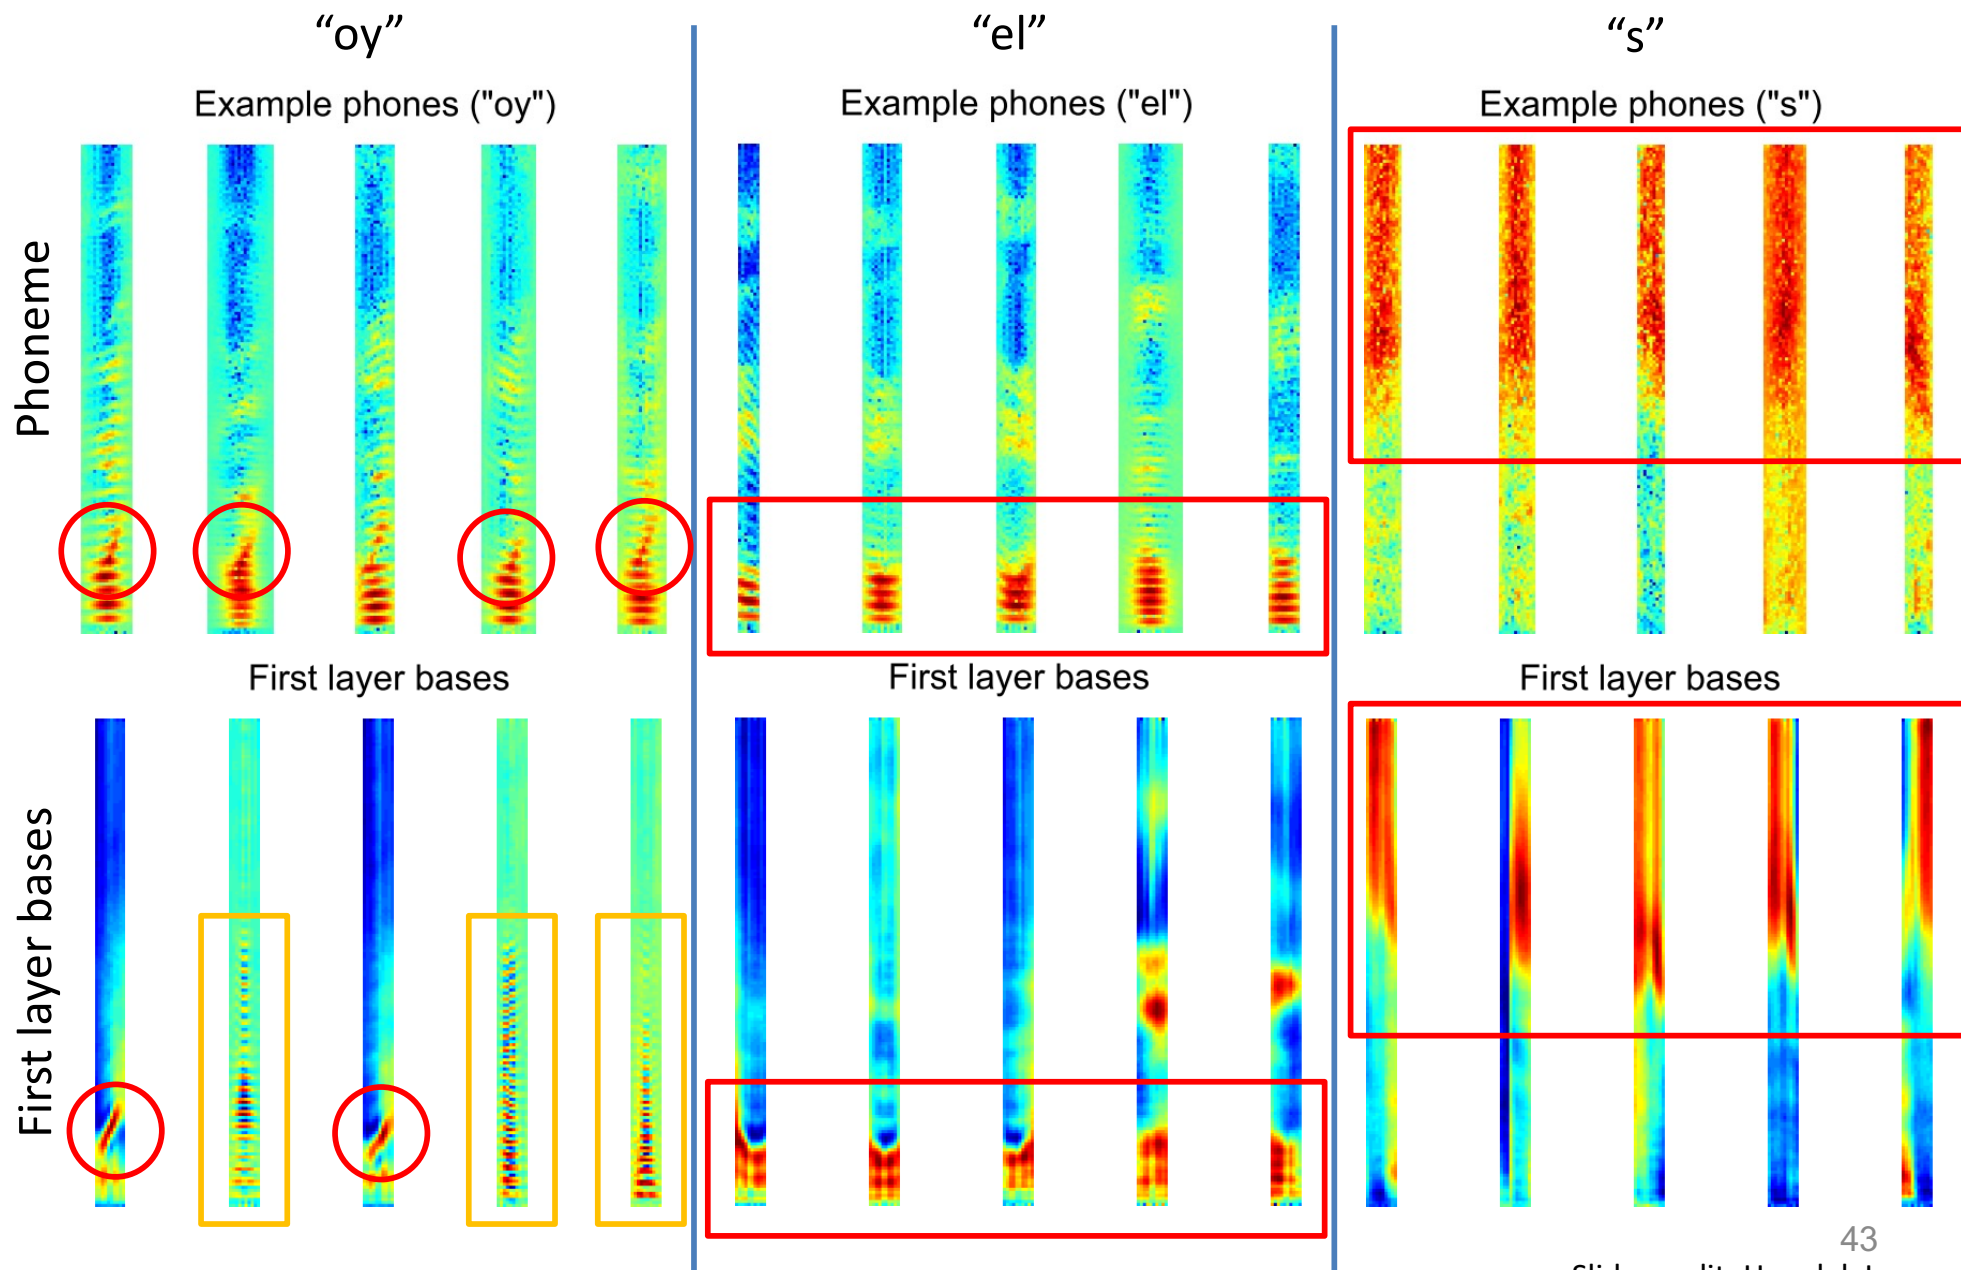 “oy”
“el”
“s”
Example phones ("oy")
Example phones ("el")
Example phones ("s")
Phoneme
First layer bases
First layer bases
First layer bases
First layer bases
43